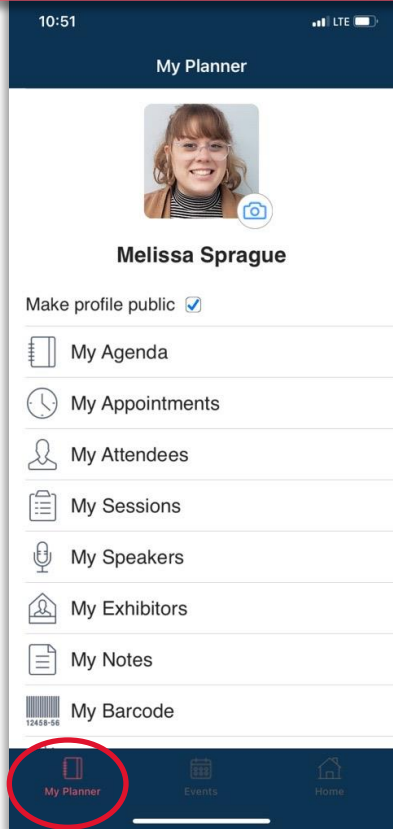 10:51 LTE
My Planner
Melissa Sprague
Make profile public
My Agenda
My Appointments
My Attendees
My Sessions
My Speakers
My Exhibitors
My Notes
12458-56 My Barcode
My Planner Events Home